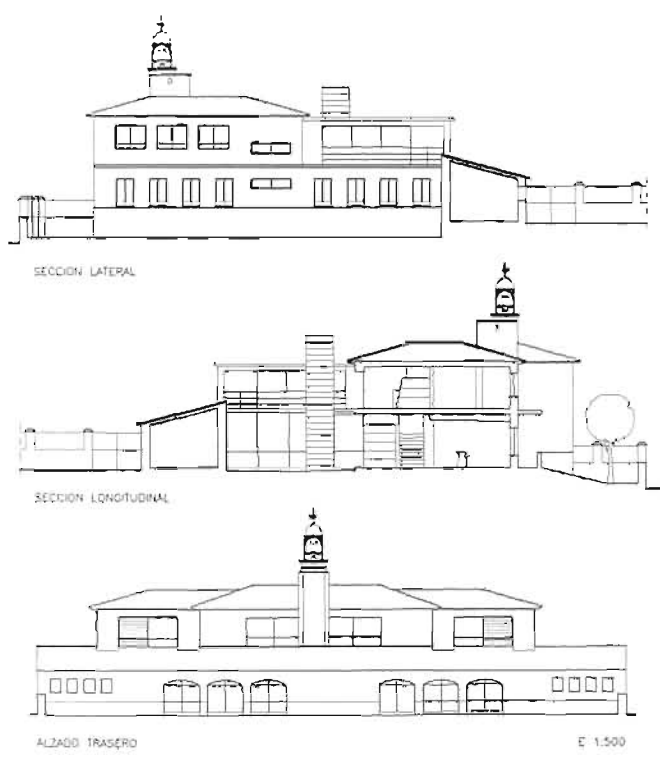 SECCION LATERAL
SECCION LONGITUDINAL
ALZADO TRASERO
E 1:500